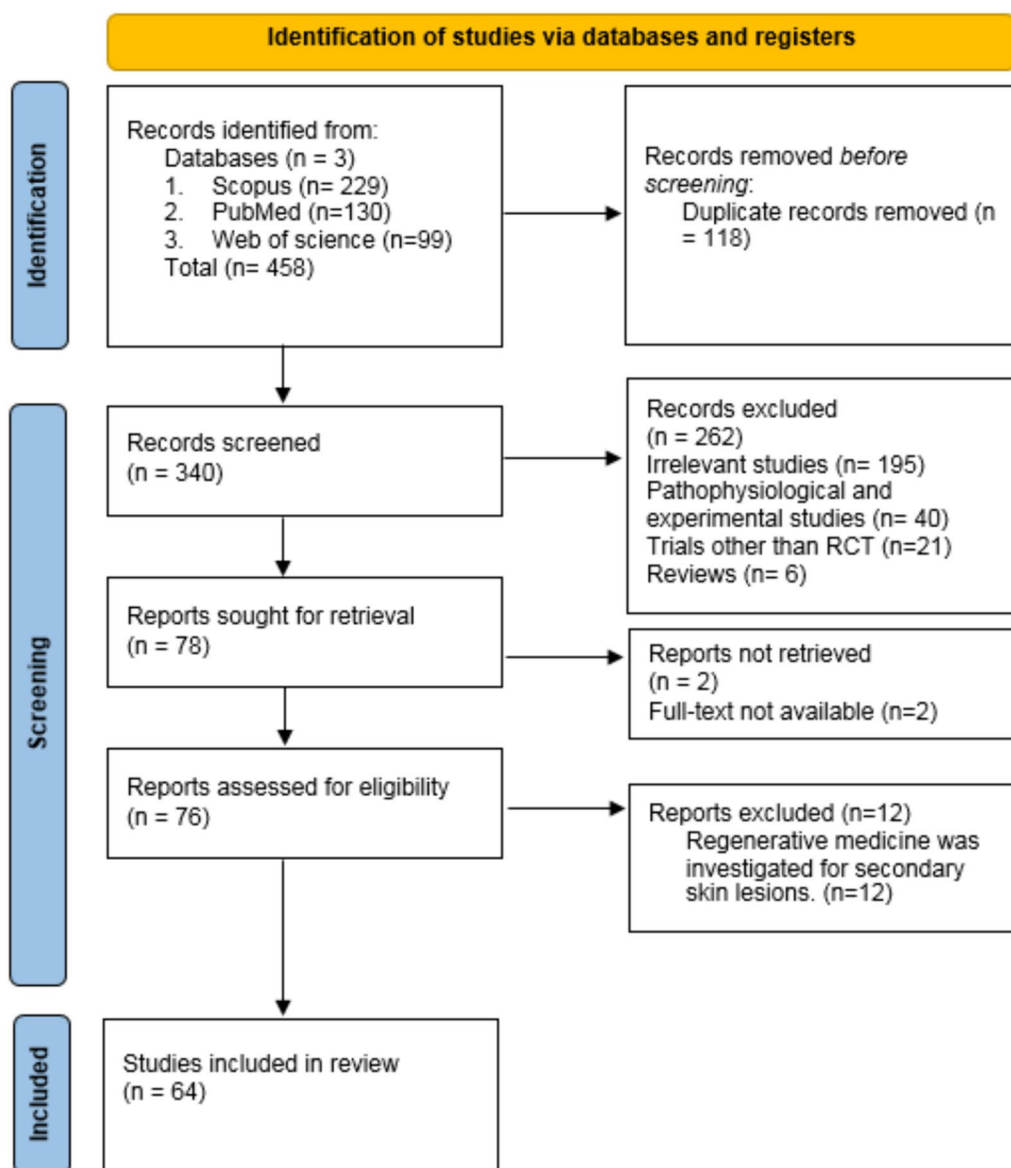 Identification of studies via databases and registers
Identification
Records identified from:
Databases (n = 3)
1. Scopus (n= 229)
2. PubMed (n=130)
3. Web of science (n=99)
Total (n= 458)
Records removed before
screening:
Duplicate records removed (n
= 118)
Screening
Records screened
(n = 340)
Records excluded
(n = 262)
Irrelevant studies (n= 195)
Pathophysiological and
experimental studies (n= 40)
Trials other than RCT (n=21)
Reviews (n= 6)
Reports sought for retrieval
(n = 78)
Reports not retrieved
(n = 2)
Full-text not available (n=2)
Reports assessed for eligibility
(n = 76)
Reports excluded (n=12)
Regenerative medicine was
investigated for secondary
skin lesions. (n=12)
Included
Studies included in review
(n = 64)